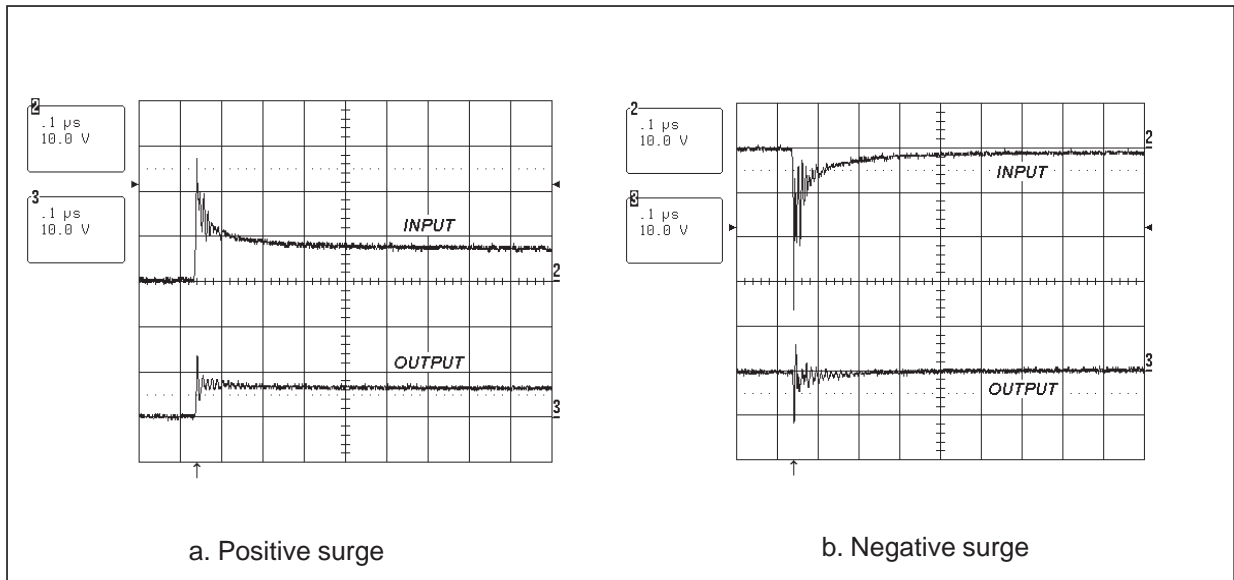 2
.1 µs
10.0 V
3
.1 µs
10.0 V
INPUT
2
OUTPUT
3
a. Positive surge
2
.1 µs
10.0 V
3
.1 µs
10.0 V
2
INPUT
3
OUTPUT
b. Negative surge